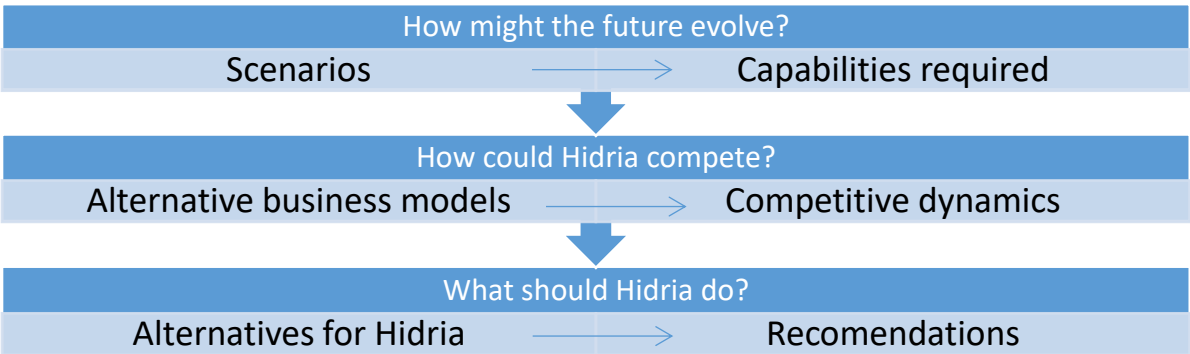 How might the future evolve?
Scenarios Capabilities required
How could Hidria compete?
Alternative business models Competitive dynamics
What should Hidria do?
Alternatives for Hidria Recomendations